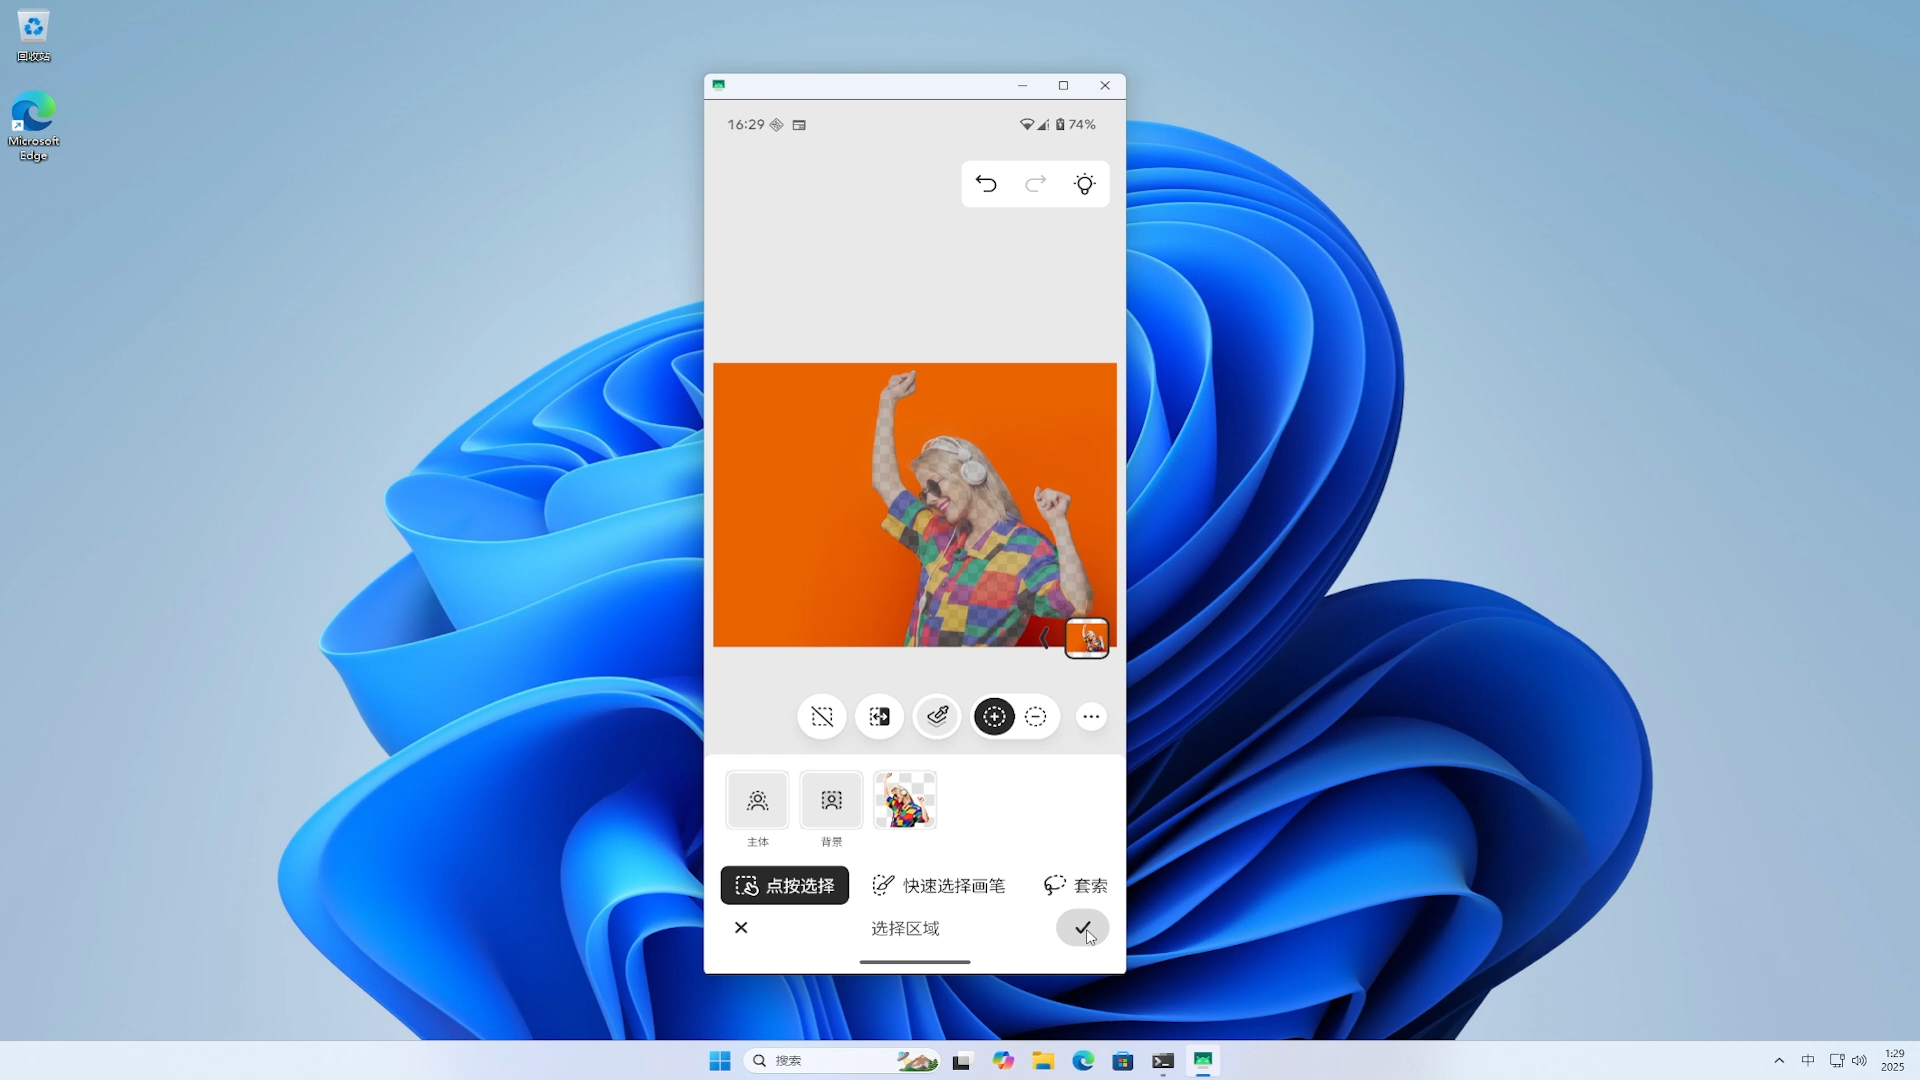 回收站
Microsoft
Edge
16:29
74%
主体
背景
点按选择
快速选择画笔
套索
选择区域
搜索
中
1:29
2025